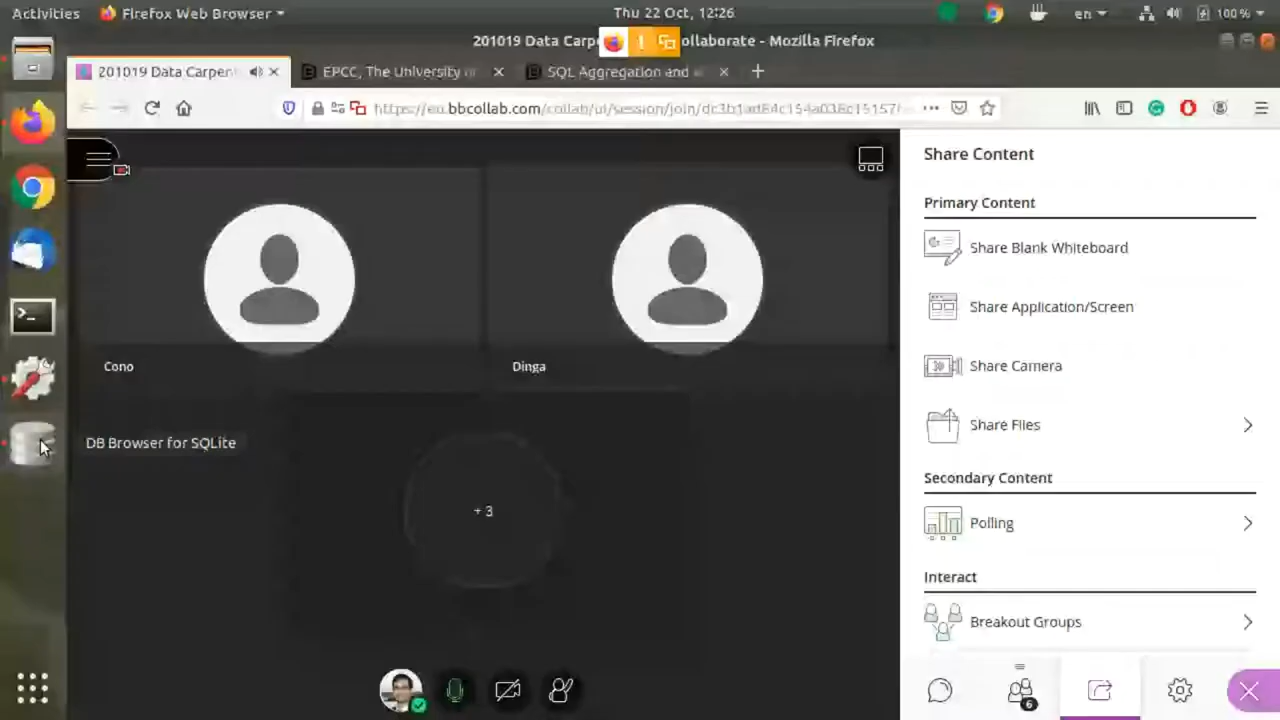 Activities
Firefox Web Browser
Thu 22 Oct, 12:26
en
100 %
201019 Data Carpe
ollaborate - Mozilla Firefox
201019 Data Carpen
EPCC, The University o
SQL Aggregation and
https://eu.bbcollab.com/collab/ui/session/join/
Share Content
Primary Content
Share Blank Whiteboard
Share Application/Screen
Share Camera
Share Files
Secondary Content
Polling
Interact
Breakout Groups
Cono
Dinga
DB Browser for SQLite
+ 3
6